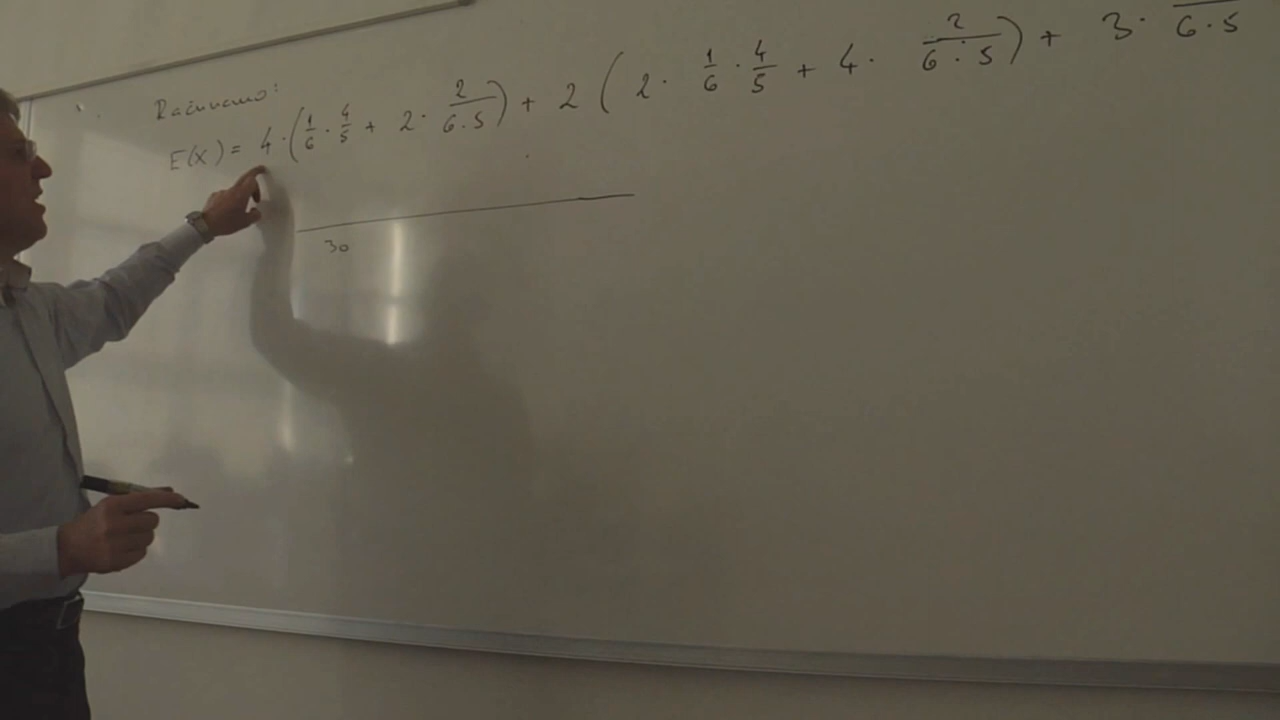 Računamo:
E(X) = 4 · (1/6 · 4/5 + 2 · 2/(6·5)) + 2 (2 · 1/6 · 4/5 + 4 · 2/(6·5)) + 3 · /(6·5)
30